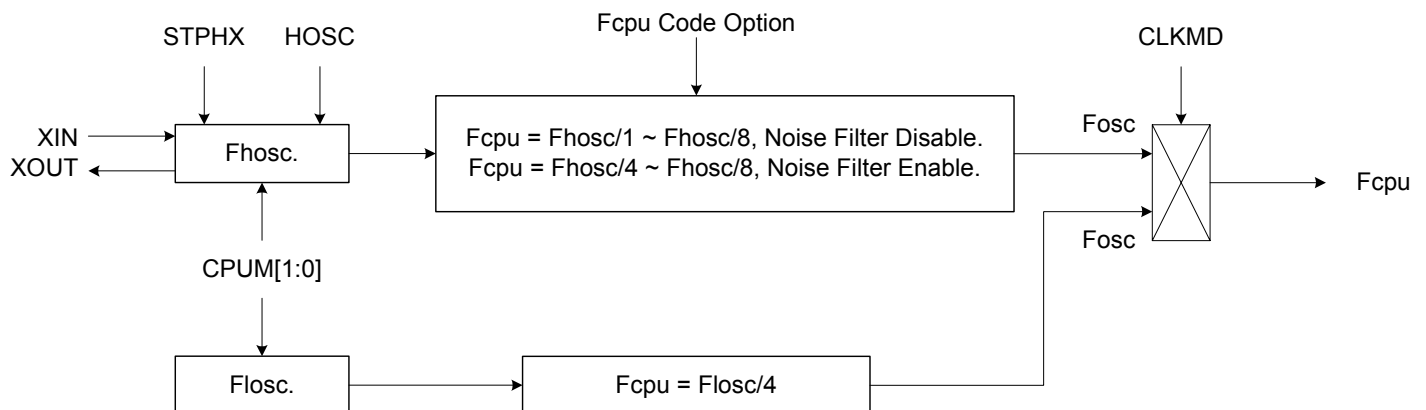 Fcpu Code Option
STPHX
HOSC
CLKMD
XIN
XOUT
Fhosc.
Fcpu = Fhosc/1 ~ Fhosc/8, Noise Filter Disable.
Fcpu = Fhosc/4 ~ Fhosc/8, Noise Filter Enable.
Fosc
Fcpu
Fosc
CPUM[1:0]
Flosc.
Fcpu = Flosc/4